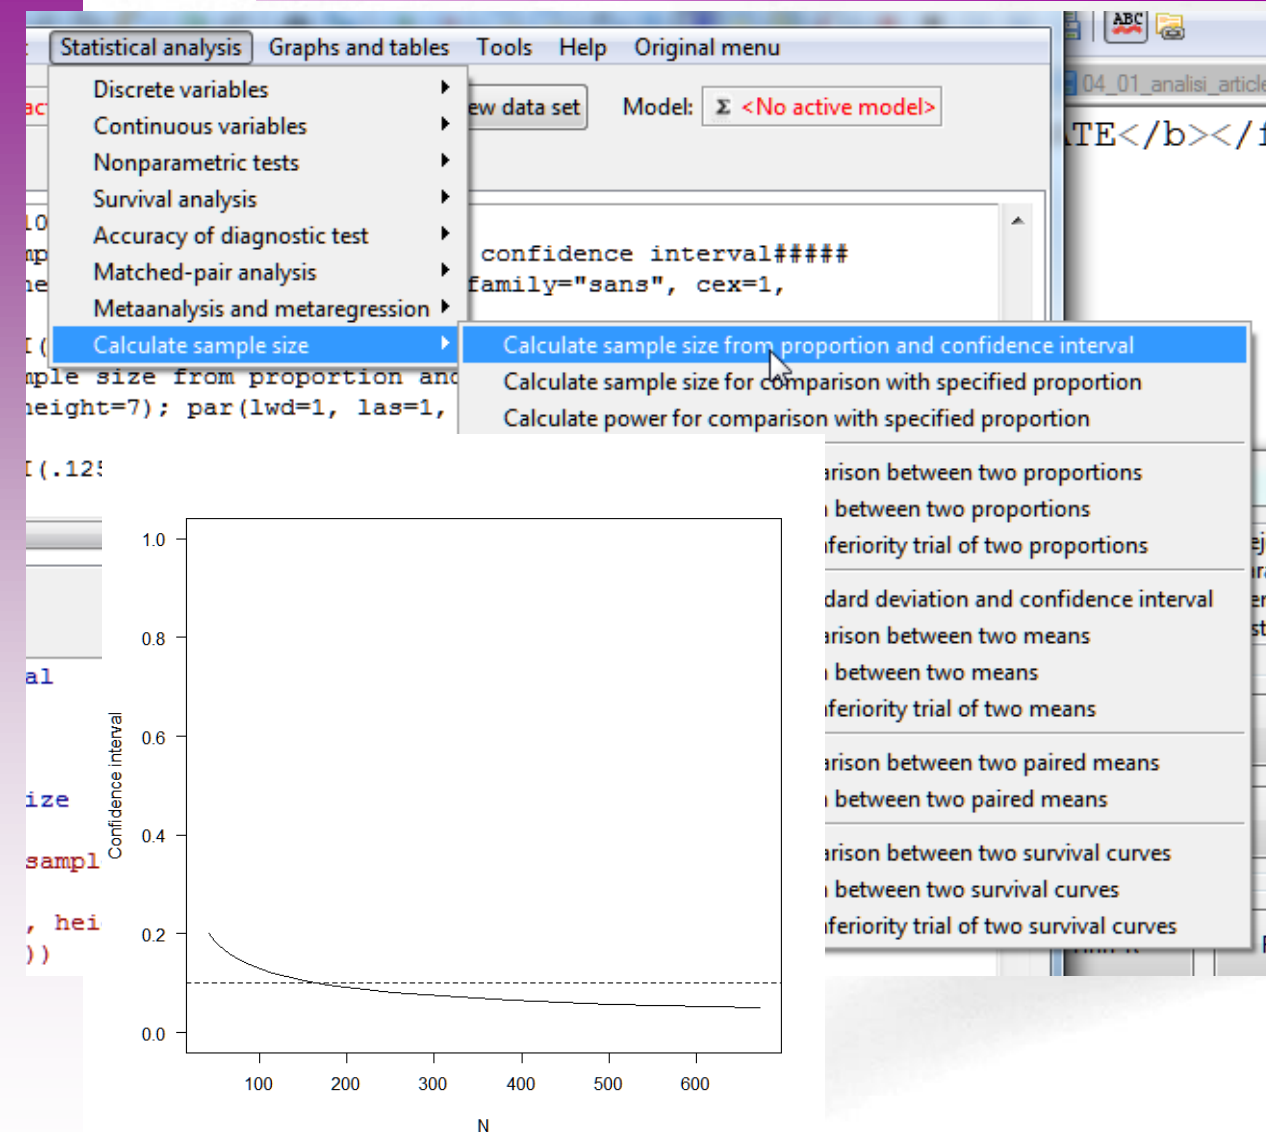 Statistical analysis Graphs and tables Tools Help Original menu
Discrete variables
ew data set Model: Σ <No active model>
Continuous variables
Nonparametric tests
Survival analysis
Accuracy of diagnostic test
confidence interval#####
Matched-pair analysis
family="sans", cex=1,
Metaanalysis and metaregression
Calculate sample size
Calculate sample size from proportion and confidence interval
mple size from proportion and
Calculate sample size for comparison with specified proportion
height=7); par(lwd=1, las=1,
Calculate power for comparison with specified proportion
I(.125
arison between two proportions
between two proportions
nferiority trial of two proportions
dard deviation and confidence interval
arison between two means
between two means
nferiority trial of two means
arison between two paired means
between two paired means
arison between two survival curves
between two survival curves
nferiority trial of two survival curves
ABC
04_01_analisi_article
ATE</b></f
al
ize
sampl
, hei
))
1.0
0.8
0.6
0.4
0.2
0.0
Confidence interval
100 200 300 400 500 600
N